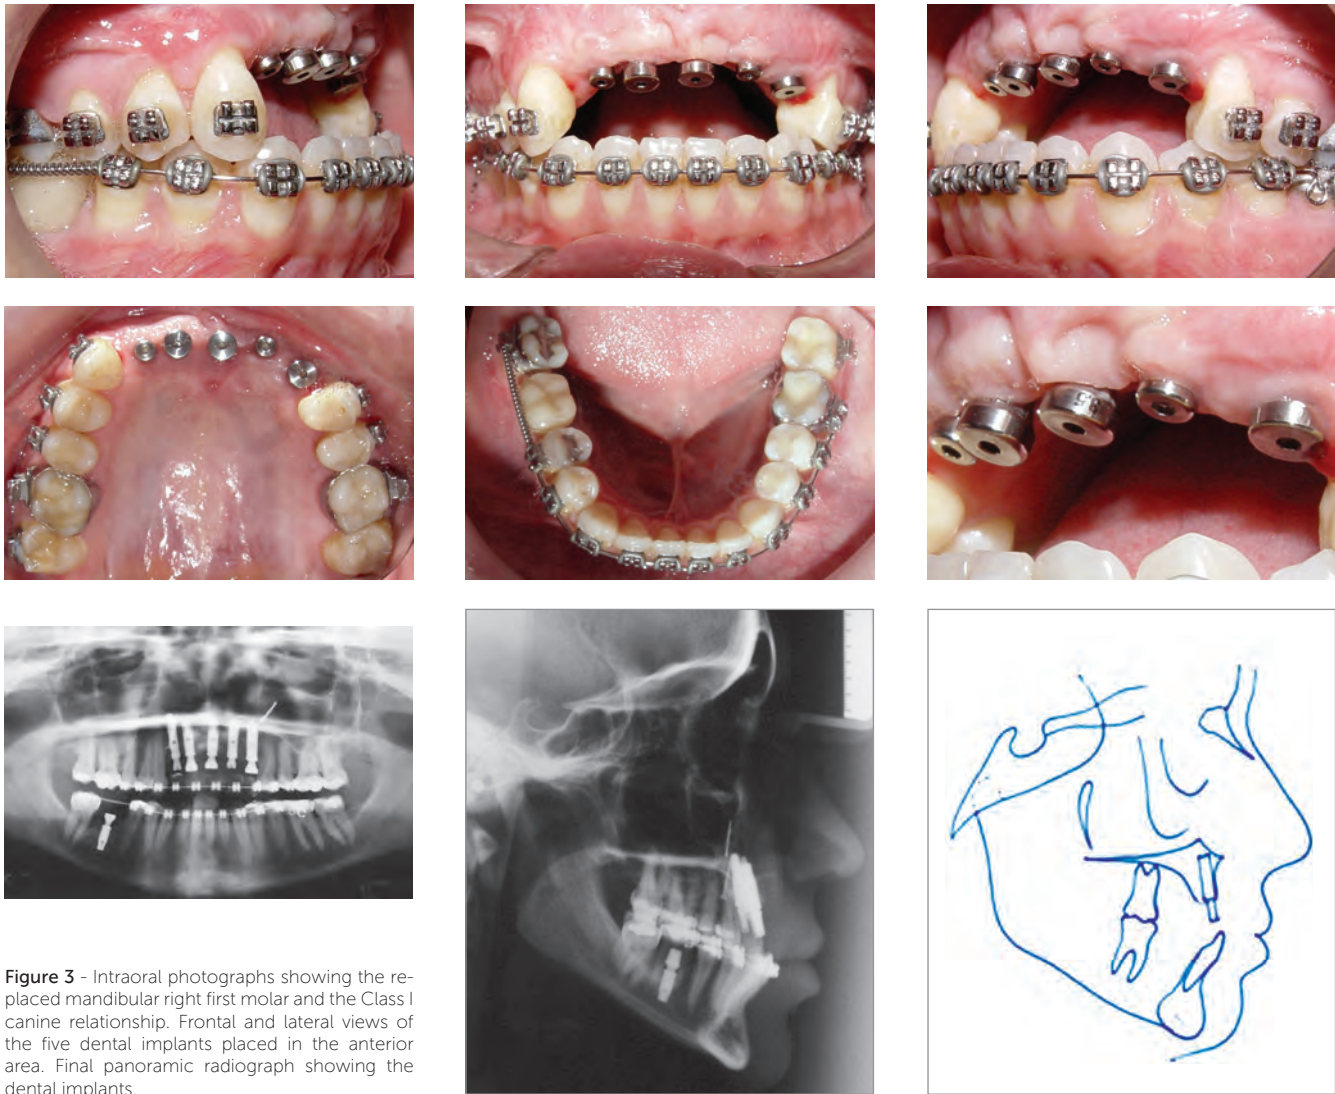 Figure 3 - Intraoral photographs showing the re-
placed mandibular right first molar and the Class I
canine relationship. Frontal and lateral views of
the five dental implants placed in the anterior
area. Final panoramic radiograph showing the
dental implants.